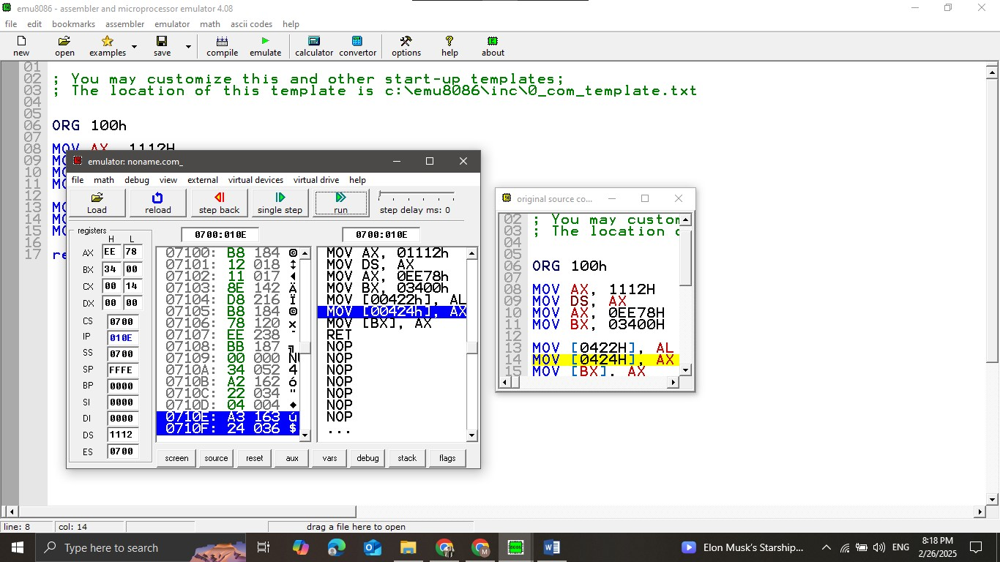 emu8086 - assembler and microprocessor emulator 4.08
file edit bookmarks assembler emulator math ascii codes help
new open examples save compile emulate calculator convertor options help about
01
02 ; You may customize this and other start-up templates;
03 ; The location of this template is c:\emu8086\inc\0_com_template.txt
04
05
06 ORG 100h
07
08 MOV AX, 1112H
09
10
11
12
13
14
15
16
17 re
emulator: noname.com_
file math debug view external virtual devices virtual drive help
Load reload step back single step run step delay ms: 0
registers
H L
AX EE 78
BX 34 00
CX 00 14
DX 00 00
CS 0700
IP 010E
SS 0700
SP FFFE
BP 0000
SI 0000
DI 0000
DS 1112
ES 0700
0700:010E
07100: B8 184
07101: 12 018 ↕
07102: 11 017 ◄
07103: 8E 142 Ä
07104: D8 216 Ï
07105: B8 184
07106: 78 120 x
07107: EE 238
07108: BB 187 ╗
07109: 00 000 NU
0710A: 34 052 4
0710B: A2 162 ó
0710C: 22 034 "
0710D: 04 004 ♦
0710E: A3 163 ú
0710F: 24 036 $
0700:010E
MOV AX, 01112h
MOV DS, AX
MOV AX, 0EE78h
MOV BX, 03400h
MOV [00422h], AL
MOV [00424h], AX
MOV [BX], AX
RET
NOP
NOP
NOP
NOP
NOP
NOP
NOP
...
screen source reset aux vars debug stack flags
original source co...
02 ; You may custom
03 ; The location o
04
05
06 ORG 100h
07
08 MOV AX, 1112H
09 MOV DS, AX
10 MOV AX, 0EE78H
11 MOV BX, 03400H
12
13 MOV [0422H], AL
14 MOV [0424H], AX
15 MOV [BX], AX
line: 8 col: 14 drag a file here to open
Type here to search
Elon Musk's Starship...
ENG
8:18 PM
2/26/2025